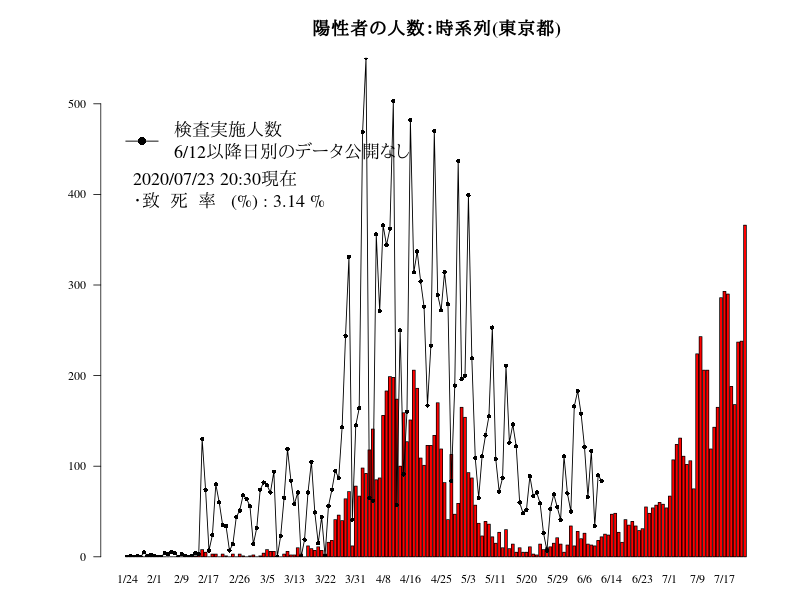 陽性者の人数:時系列(東京都)
500
400
300
200
100
0
検査実施人数
6/12以降日別のデータ公開なし
2020/07/23 20:30現在
・致 死 率 (%) : 3.14 %
1/24 2/1 2/9 2/17 2/26 3/5 3/13 3/22 3/31 4/8 4/16 4/25 5/3 5/11 5/20 5/29 6/6 6/14 6/23 7/1 7/9 7/17